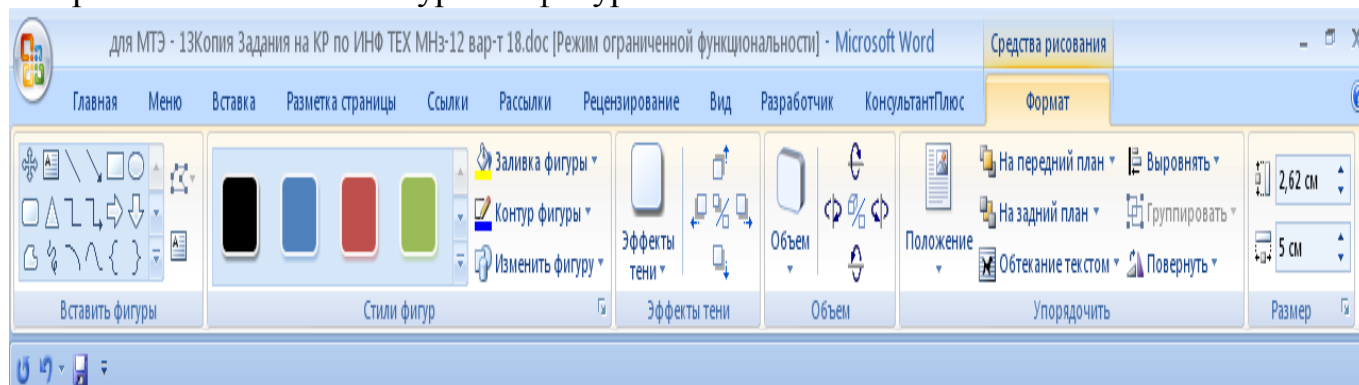 для МТЭ - 13Копия Задания на КР по ИНФ ТЕХ МНз-12 вар-т 18.doc [Режим ограниченной функциональности] - Microsoft Word
Средства рисования
Главная Меню Вставка Разметка страницы Ссылки Рассылки Рецензирование Вид Разработчик КонсультантПлюс Формат
Заливка фигуры
Контур фигуры
Изменить фигуру
Эффекты тени
Объем
Положение
На передний план
На задний план
Обтекание текстом
Выровнять
Группировать
Повернуть
2,62 см
5 см
Вставить фигуры Стили фигур Эффекты тени Объем Упорядочить Размер